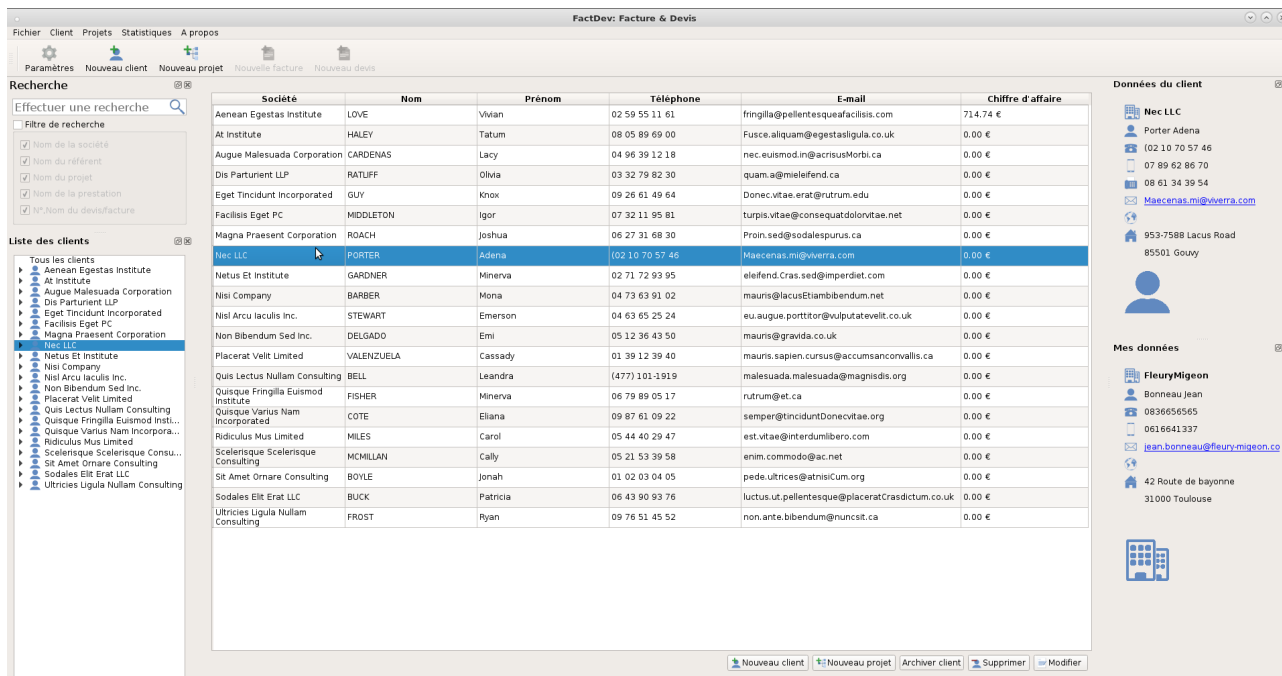 FactDev: Facture & Devis
Fichier Client Projets Statistiques A propos
Paramètres Nouveau client Nouveau projet Nouvelle facture Nouveau devis
Recherche
Effectuer une recherche
Filtre de recherche
Nom de la société
Nom du référent
Nom du projet
Nom de la prestation
N°,Nom du devis/facture
Liste des clients
Tous les clients
Aenean Egestas Institute
At Institute
Augue Malesuada Corporation
Dis Parturient LLP
Eget Tincidunt Incorporated
Facilisis Eget PC
Magna Praesent Corporation
Nec LLC
Netus Et Institute
Nisi Company
Nisl Arcu Iaculis Inc.
Non Bibendum Sed Inc.
Placerat Velit Limited
Quis Lectus Nullam Consulting
Quisque Fringilla Euismod Insti...
Quisque Varius Nam Incorpora...
Ridiculus Mus Limited
Scelerisque Scelerisque Consu...
Sit Amet Ornare Consulting
Sodales Elit Erat LLC
Ultricies Ligula Nullam Consulting
Société Nom Prénom Téléphone E-mail Chiffre d'affaire
Aenean Egestas Institute LOVE Vivian 02 59 55 11 61 fringilla@pellentesqueafacilisis.com 714.74 €
At Institute HALEY Tatum 08 05 89 69 00 Fusce.aliquam@egestasligula.co.uk 0.00 €
Augue Malesuada Corporation CARDENAS Lacy 04 96 39 12 18 nec.euismod.in@acrisusMorbi.ca 0.00 €
Dis Parturient LLP RATLIFF Olivia 03 32 79 82 30 quam.a@mieleifend.ca 0.00 €
Eget Tincidunt Incorporated GUY Knox 09 26 61 49 64 Donec.vitae.erat@rutrum.edu 0.00 €
Facilisis Eget PC MIDDLETON Igor 07 32 11 95 81 turpis.vitae@consequatdolorvitae.net 0.00 €
Magna Praesent Corporation ROACH Joshua 06 27 31 68 30 Proin.sed@sodalespurus.ca 0.00 €
Nec LLC PORTER Adena (02 10 70 57 46 Maecenas.mi@viverra.com 0.00 €
Netus Et Institute GARDNER Minerva 02 71 72 93 95 eleifend.Cras.sed@imperdiet.com 0.00 €
Nisi Company BARBER Mona 04 73 63 91 02 mauris@lacusEtiambibendum.net 0.00 €
Nisl Arcu Iaculis Inc. STEWART Emerson 04 63 65 25 24 eu.augue.porttitor@vulputatevelit.co.uk 0.00 €
Non Bibendum Sed Inc. DELGADO Emi 05 12 36 43 50 mauris@gravida.co.uk 0.00 €
Placerat Velit Limited VALENZUELA Cassady 01 39 12 39 40 mauris.sapien.cursus@accumsanconvallis.ca 0.00 €
Quis Lectus Nullam Consulting BELL Leandra (477) 101-1919 malesuada.malesuada@magnisdis.org 0.00 €
Quisque Fringilla Euismod
Institute FISHER Minerva 06 79 89 05 17 rutrum@et.ca 0.00 €
Quisque Varius Nam
Incorporated COTE Eliana 09 87 61 09 22 semper@tinciduntDonecvitae.org 0.00 €
Ridiculus Mus Limited MILES Carol 05 44 40 29 47 est.vitae@interdumlibero.com 0.00 €
Scelerisque Scelerisque
Consulting MCMILLAN Cally 05 21 53 39 58 enim.commodo@ac.net 0.00 €
Sit Amet Ornare Consulting BOYLE Jonah 01 02 03 04 05 pede.ultrices@atnisiCum.org 0.00 €
Sodales Elit Erat LLC BUCK Patricia 06 43 90 93 76 luctus.ut.pellentesque@placeratCrasdictum.co.uk 0.00 €
Ultricies Ligula Nullam
Consulting FROST Ryan 09 76 51 45 52 non.ante.bibendum@nuncsit.ca 0.00 €
Nouveau client Nouveau projet Archiver client Supprimer Modifier
Données du client
Nec LLC
Porter Adena
(02 10 70 57 46
07 89 62 86 70
08 61 34 39 54
Maecenas.mi@viverra.com
953-7588 Lacus Road
85501 Gouvy
Mes données
FleuryMigeon
Bonneau Jean
0836656565
0616641337
jean.bonneau@fleury-migeon.co
42 Route de bayonne
31000 Toulouse